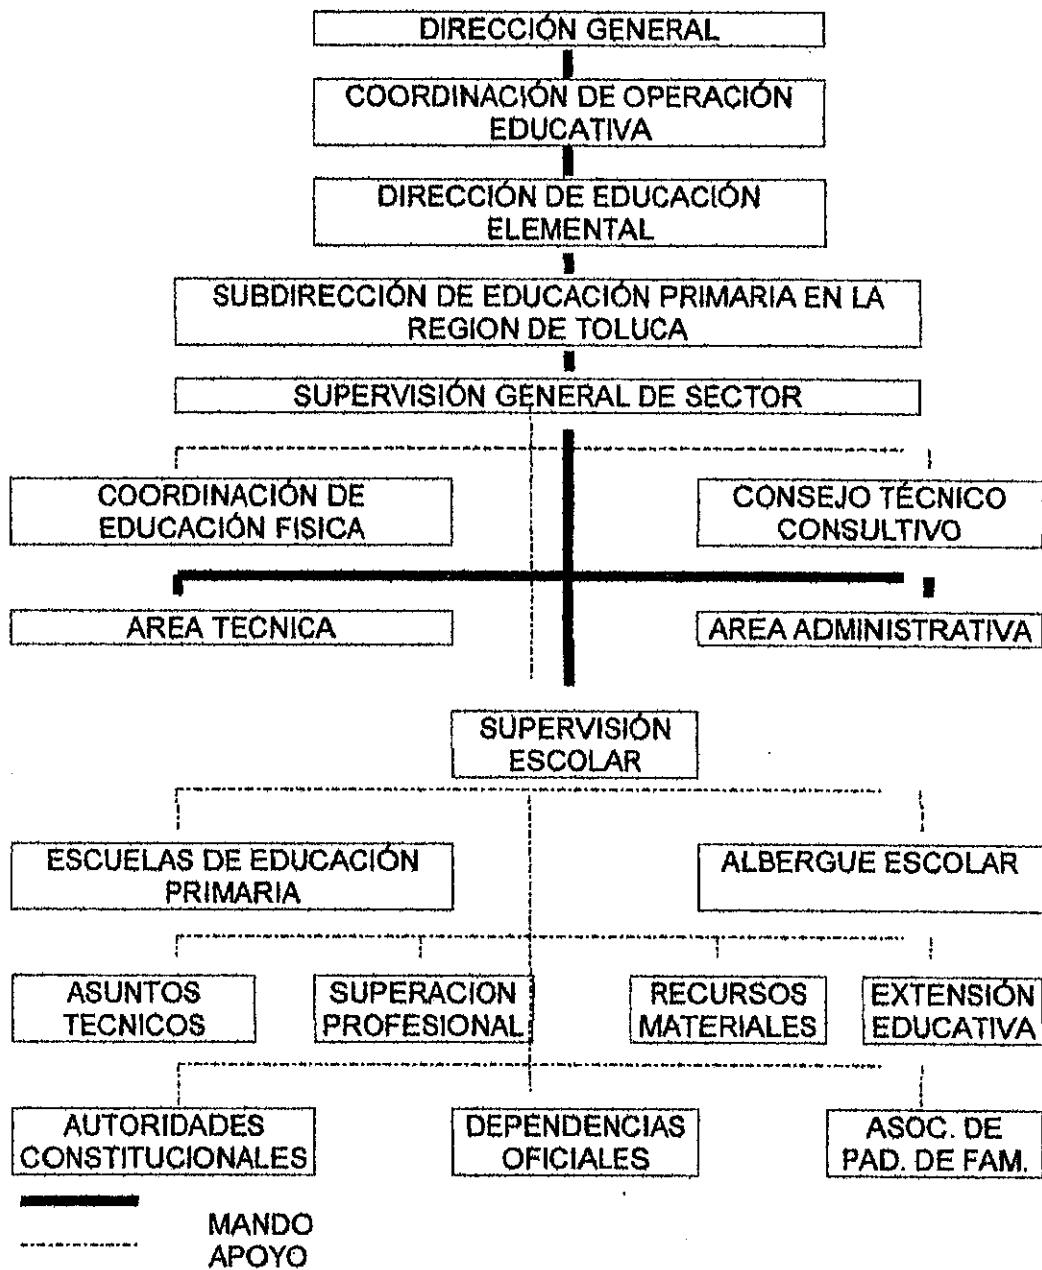 DIRECCIÓN GENERAL
COORDINACIÓN DE OPERACIÓN
EDUCATIVA
DIRECCIÓN DE EDUCACIÓN
ELEMENTAL
SUBDIRECCIÓN DE EDUCACIÓN PRIMARIA EN LA
REGION DE TOLUCA
SUPERVISIÓN GENERAL DE SECTOR
COORDINACIÓN DE
EDUCACIÓN FISICA
CONSEJO TÉCNICO
CONSULTIVO
AREA TECNICA
AREA ADMINISTRATIVA
SUPERVISIÓN
ESCOLAR
ESCUELAS DE EDUCACIÓN
PRIMARIA
ALBERGUE ESCOLAR
ASUNTOS
TECNICOS
SUPERACION
PROFESIONAL
RECURSOS
MATERIALES
EXTENSIÓN
EDUCATIVA
AUTORIDADES
CONSTITUCIONALES
DEPENDENCIAS
OFICIALES
ASOC. DE
PAD. DE FAM.
MANDO
APOYO